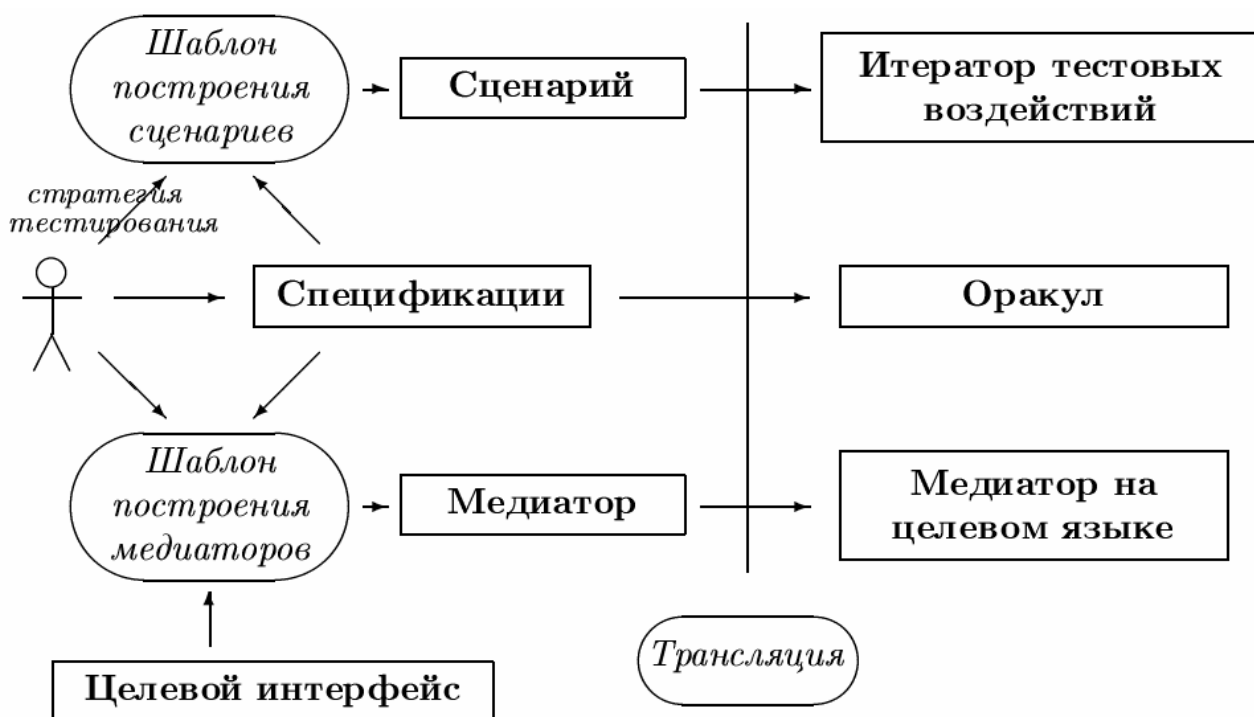 Шаблон
построения
сценариев
Сценарий
Итератор тестовых
воздействий
стратегия
тестирования
Спецификации
Оракул
Шаблон
построения
медиаторов
Медиатор
Медиатор на
целевом языке
Трансляция
Целевой интерфейс